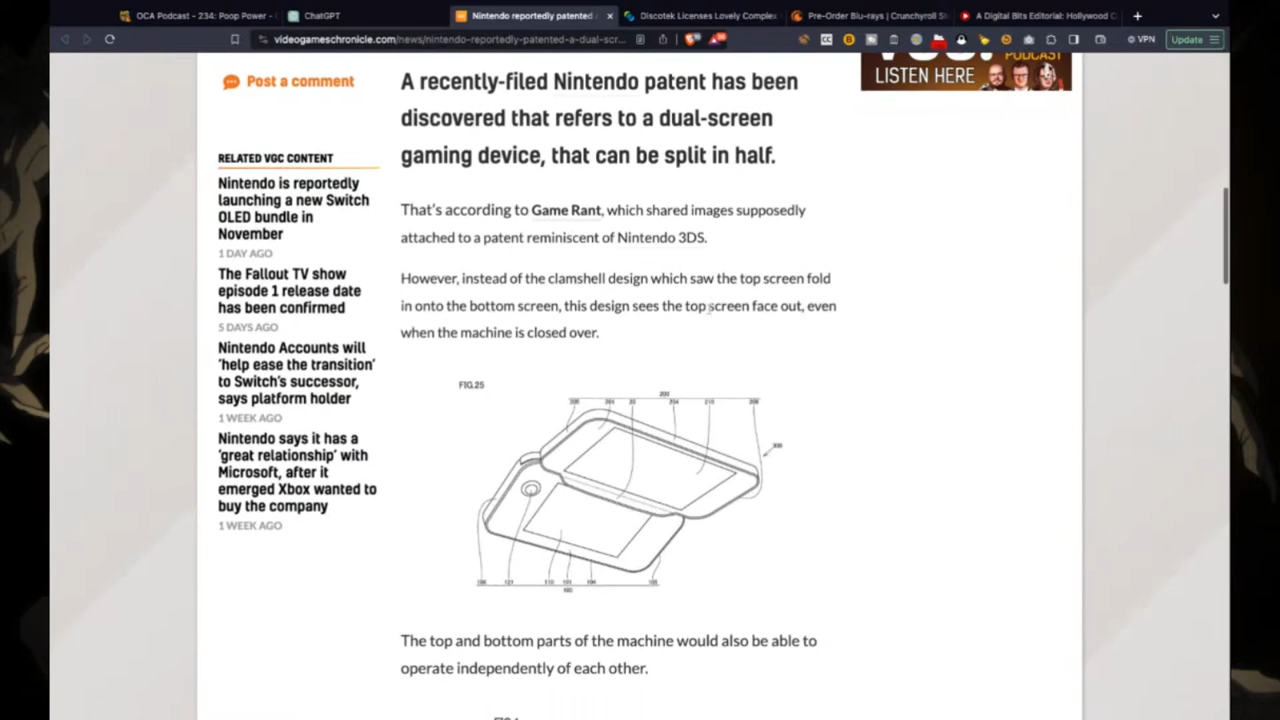 OCA Podcast - 234: Poop Power -
ChatGPT
Nintendo reportedly patented
Discotek Licenses Lovely Complex
Pre-Order Blu-rays | Crunchyroll St
A Digital Bits Editorial: Hollywood C
videogameschronicle.com/news/nintendo-reportedly-patented-a-dual-scr...
VPN
Update
PODCAST
LISTEN HERE
Post a comment
RELATED VGC CONTENT
Nintendo is reportedly
launching a new Switch
OLED bundle in
November
1 DAY AGO
The Fallout TV show
episode 1 release date
has been confirmed
5 DAYS AGO
Nintendo Accounts will
'help ease the transition'
to Switch's successor,
says platform holder
1 WEEK AGO
Nintendo says it has a
'great relationship' with
Microsoft, after it
emerged Xbox wanted to
buy the company
1 WEEK AGO
A recently-filed Nintendo patent has been
discovered that refers to a dual-screen
gaming device, that can be split in half.
That's according to Game Rant, which shared images supposedly
attached to a patent reminiscent of Nintendo 3DS.
However, instead of the clamshell design which saw the top screen fold
in onto the bottom screen, this design sees the top screen face out, even
when the machine is closed over.
FIG.25
The top and bottom parts of the machine would also be able to
operate independently of each other.